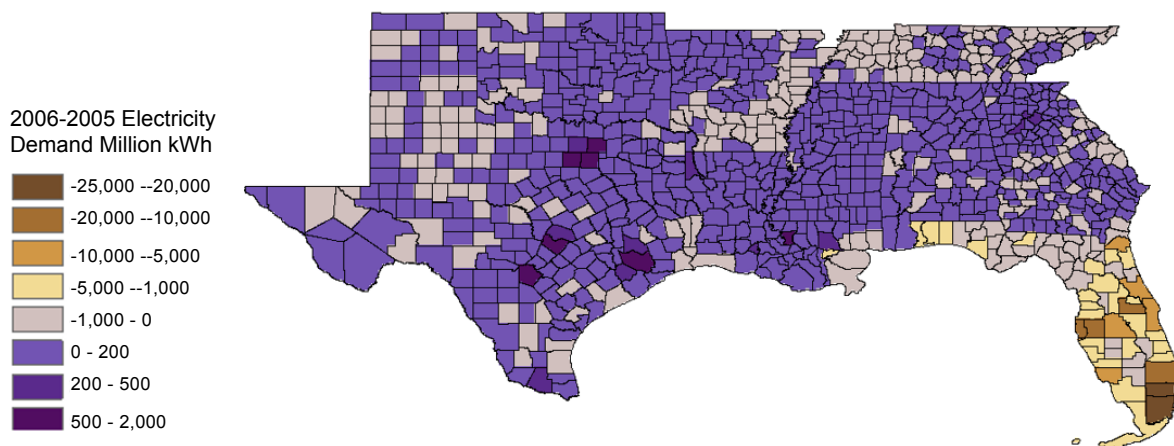 2006-2005 Electricity
Demand Million kWh
-25,000 --20,000
-20,000 --10,000
-10,000 --5,000
-5,000 --1,000
-1,000 - 0
0 - 200
200 - 500
500 - 2,000